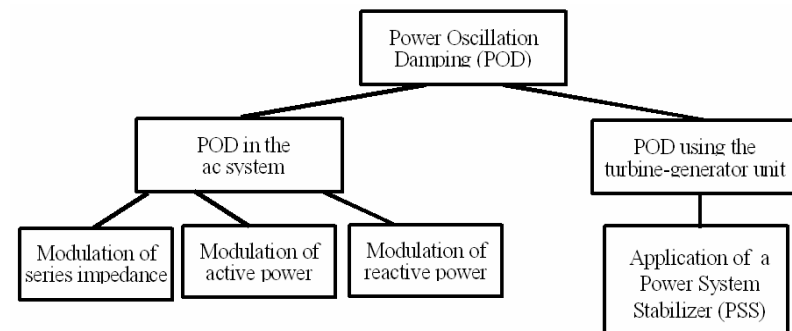 Power Oscillation
Damping (POD)
POD in the
ac system
POD using the
turbine-generator unit
Modulation of
series impedance
Modulation of
active power
Modulation of
reactive power
Application of a
Power System
Stabilizer (PSS)